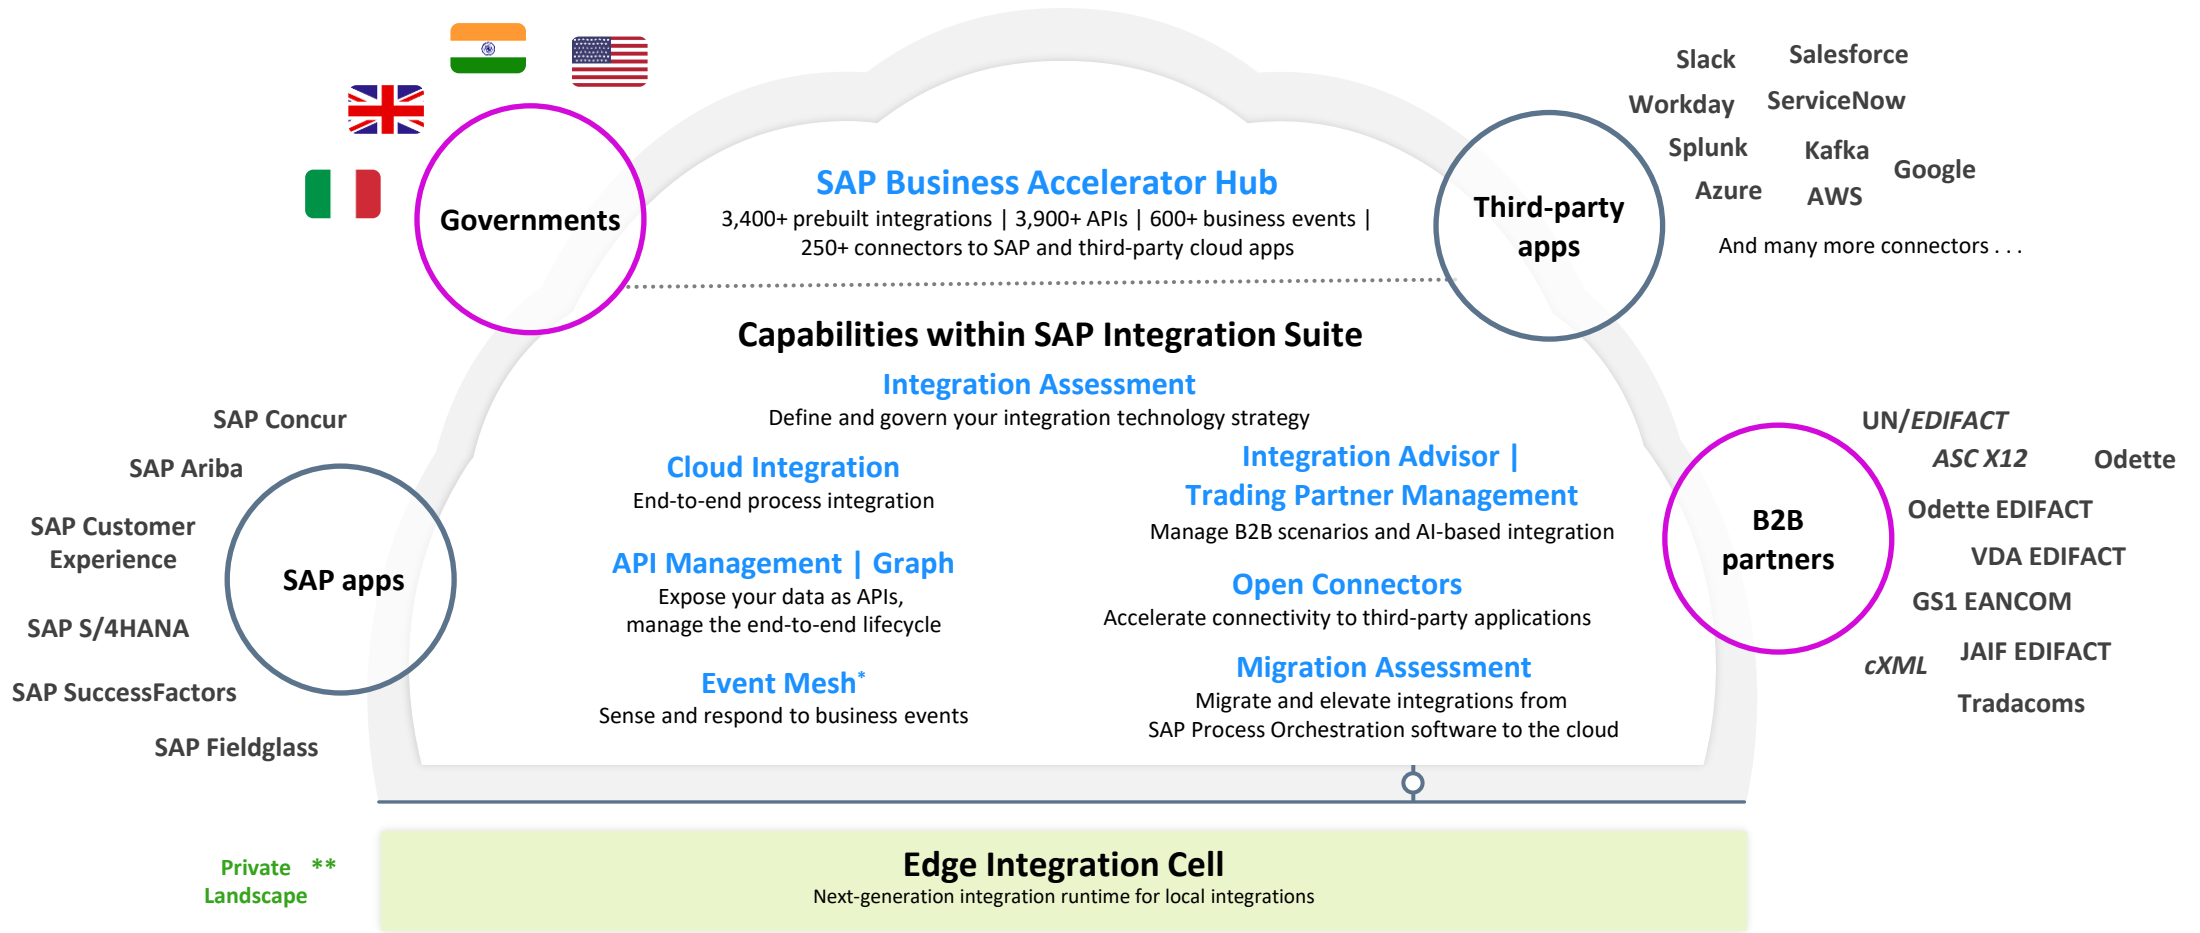 Governments
SAP Business Accelerator Hub
3,400+ prebuilt integrations | 3,900+ APIs | 600+ business events |
250+ connectors to SAP and third-party cloud apps
Third-party
apps
Slack
Salesforce
Workday
ServiceNow
Splunk
Kafka
Google
Azure
AWS
And many more connectors . . .
Capabilities within SAP Integration Suite
Integration Assessment
Define and govern your integration technology strategy
Cloud Integration
End-to-end process integration
API Management | Graph
Expose your data as APIs,
manage the end-to-end lifecycle
Event Mesh*
Sense and respond to business events
Integration Advisor |
Trading Partner Management
Manage B2B scenarios and AI-based integration
Open Connectors
Accelerate connectivity to third-party applications
Migration Assessment
Migrate and elevate integrations from
SAP Process Orchestration software to the cloud
SAP Concur
SAP Ariba
SAP Customer
Experience
SAP apps
SAP S/4HANA
SAP SuccessFactors
SAP Fieldglass
B2B
partners
UN/EDIFACT
ASC X12
Odette
Odette EDIFACT
VDA EDIFACT
GS1 EANCOM
JAIF EDIFACT
cXML
Tradacoms
Private **
Landscape
Edge Integration Cell
Next-generation integration runtime for local integrations